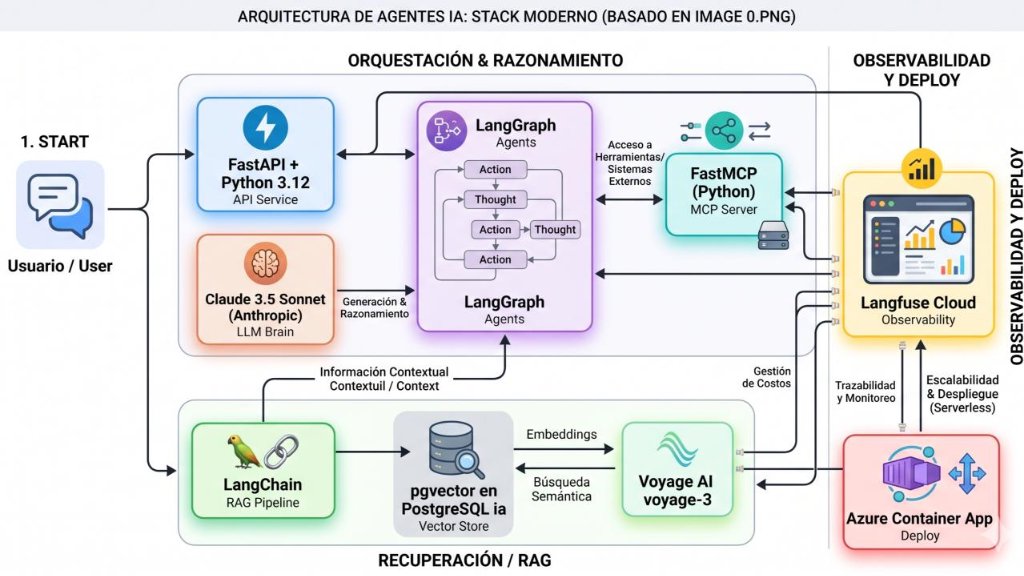 ARQUITECTURA DE AGENTES IA: STACK MODERNO (BASADO EN IMAGE 0.PNG)
ORQUESTACIÓN & RAZONAMIENTO
OBSERVABILIDAD
Y DEPLOY
1. START
Usuario / User
FastAPI +
Python 3.12
API Service
Claude 3.5 Sonnet
(Anthropic)
LLM Brain
Generación &
Razonamiento
LangGraph
Agents
Action
Thought
Action
Thought
Action
LangGraph
Agents
Acceso a
Herramientas/
Sistemas
Externos
FastMCP
(Python)
MCP Server
Langfuse Cloud
Observability
OBSERVABILIDAD Y DEPLOY
Información Contextual
Contextuil / Context
Gestión
de Costos
Trazabilidad
y Monitoreo
Escalabilidad
& Despliegue
(Serverless)
LangChain
RAG Pipeline
pgvector en
PostgreSQL ia
Vector Store
Embeddings
Búsqueda
Semántica
Voyage AI
voyage-3
Azure Container App
Deploy
RECUPERACIÓN / RAG